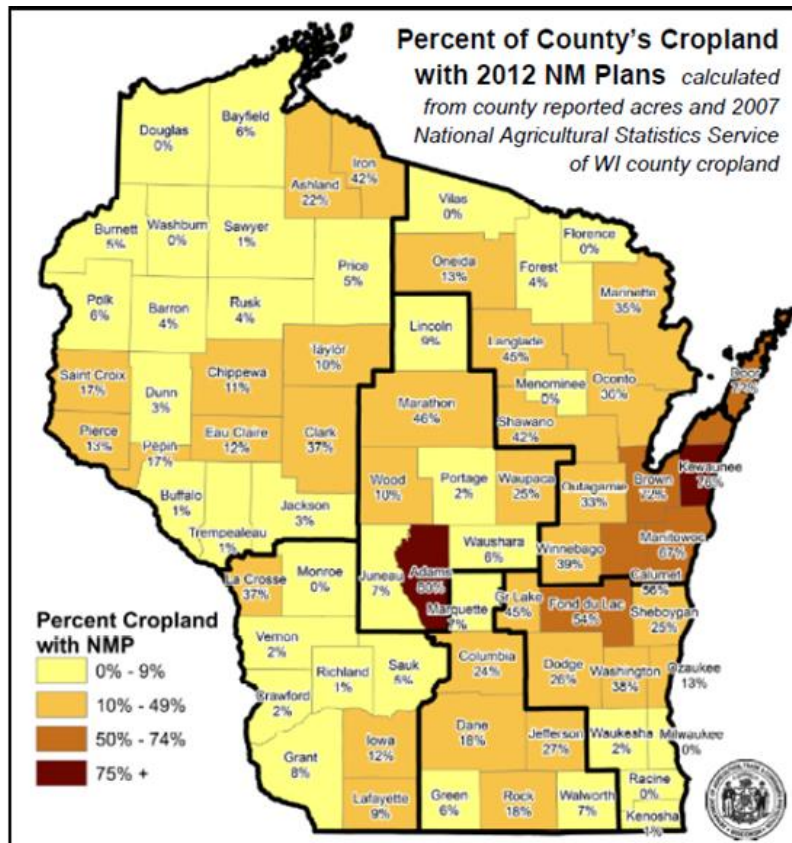 Percent of County's Cropland
with 2012 NM Plans calculated
from county reported acres and 2007
National Agricultural Statistics Service
of WI county cropland
Douglas
0%
Bayfield
6%
Ashland
22%
Iron
42%
Vilas
0%
Florence
0%
Burnett
5%
Washburn
0%
Sawyer
1%
Price
5%
Oneida
13%
Forest
4%
Marinette
35%
Polk
6%
Barron
4%
Rusk
4%
Lincoln
9%
Langlade
45%
Taylor
10%
Saint Croix
17%
Dunn
3%
Chippewa
11%
Menominee
0%
Oconto
Door
72%
Marathon
46%
Shawano
42%
Pierce
13%
Pepin
17%
Eau Claire
12%
Clark
37%
Wood
10%
Portage
2%
Waupaca
25%
Outagamie
33%
Brown
72%
Kewaunee
Buffalo
1%
Trempealeau
1%
Jackson
3%
Waushara
6%
Winnebago
39%
Manitowoc
67%
Calumet
56%
La Crosse
37%
Monroe
0%
Juneau
7%
Adams
Marquette
7%
Gr Lake
45%
Fond du Lac
54%
Sheboygan
25%
Percent Cropland
with NMP
0% - 9%
10% - 49%
50% - 74%
75% +
Vernon
2%
Richland
1%
Sauk
5%
Columbia
24%
Dodge
26%
Washington
38%
Ozaukee
13%
Crawford
2%
Grant
8%
Iowa
12%
Dane
18%
Jefferson
27%
Waukesha
2%
Milwaukee
0%
Lafayette
9%
Green
6%
Rock
18%
Walworth
7%
Racine
0%
Kenosha
1%